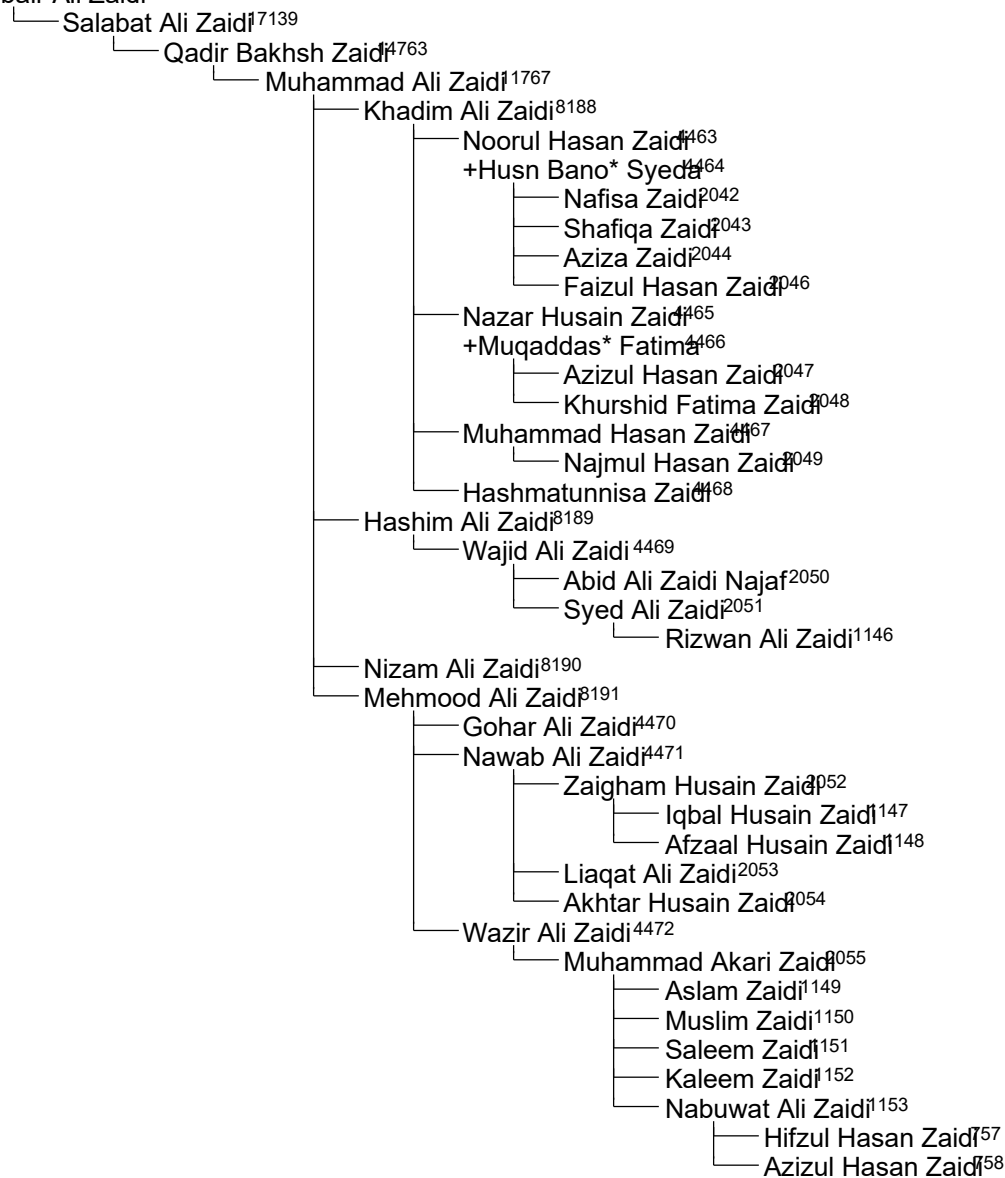 Ali Zaidi
Salabat Ali Zaidi17139
Qadir Bakhsh Zaidi14763
Muhammad Ali Zaidi11767
Khadim Ali Zaidi8188
Noorul Hasan Zaidi4463
+Husn Bano* Syeda4464
Nafisa Zaidi2042
Shafiqa Zaidi2043
Aziza Zaidi2044
Faizul Hasan Zaidi2046
Nazar Husain Zaidi4465
+Muqaddas* Fatima4466
Azizul Hasan Zaidi2047
Khurshid Fatima Zaidi2048
Muhammad Hasan Zaidi4467
Najmul Hasan Zaidi2049
Hashmatunnisa Zaidi4468
Hashim Ali Zaidi8189
Wajid Ali Zaidi4469
Abid Ali Zaidi Najaf2050
Syed Ali Zaidi2051
Rizwan Ali Zaidi1146
Nizam Ali Zaidi8190
Mehmood Ali Zaidi8191
Gohar Ali Zaidi4470
Nawab Ali Zaidi4471
Zaigham Husain Zaidi2052
Iqbal Husain Zaidi1147
Afzaal Husain Zaidi1148
Liaqat Ali Zaidi2053
Akhtar Husain Zaidi2054
Wazir Ali Zaidi4472
Muhammad Akari Zaidi2055
Aslam Zaidi1149
Muslim Zaidi1150
Saleem Zaidi1151
Kaleem Zaidi1152
Nabuwat Ali Zaidi1153
Hifzul Hasan Zaidi757
Azizul Hasan Zaidi758